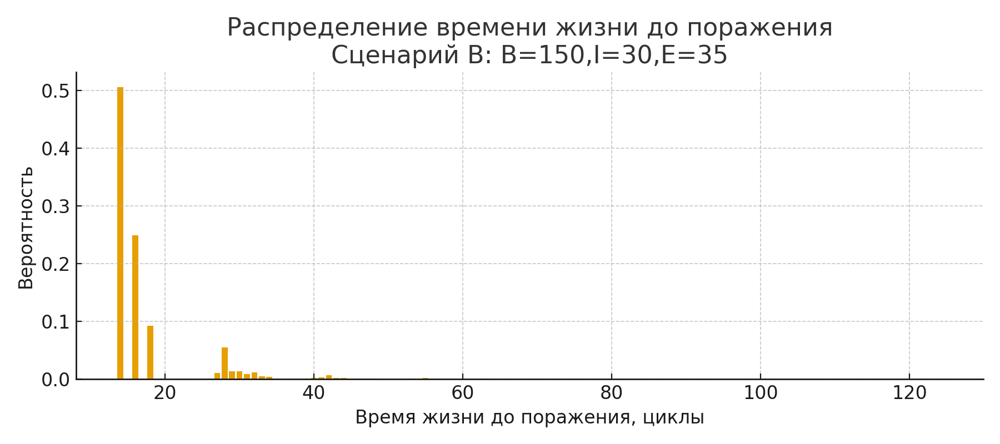 Распределение времени жизни до поражения
Сценарий B: B=150,I=30,E=35
Вероятность
0.5
0.4
0.3
0.2
0.1
0.0
20 40 60 80 100 120
Время жизни до поражения, циклы